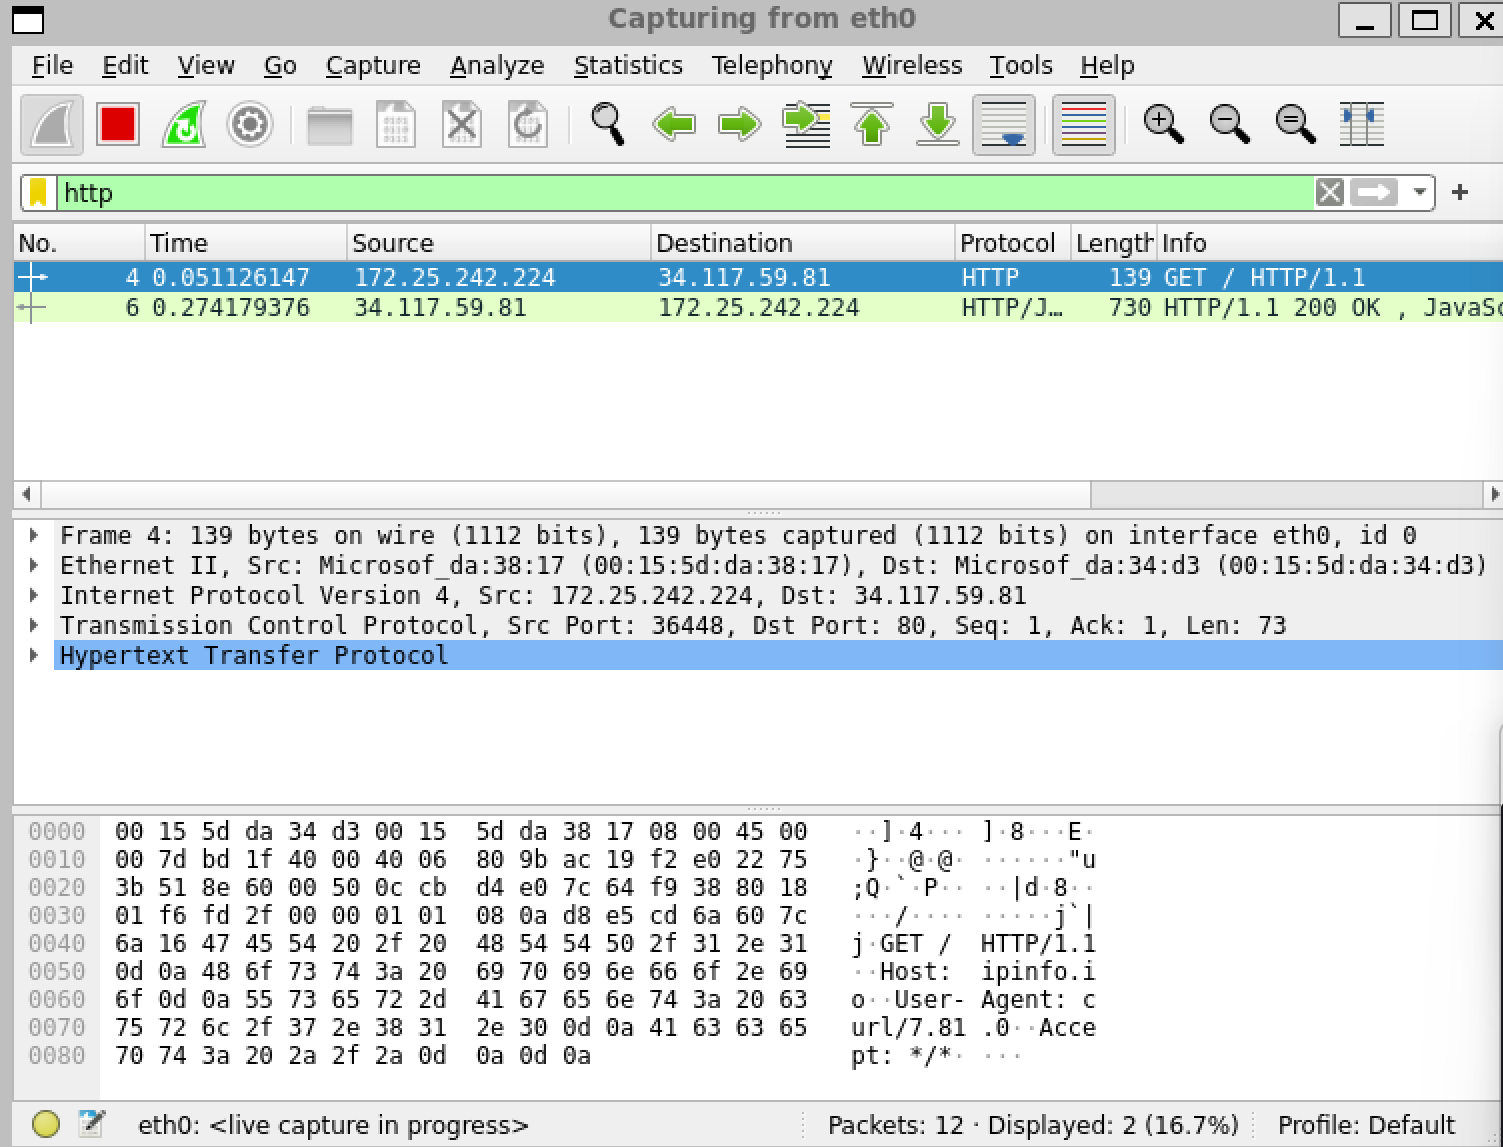 Capturing from eth0
File Edit View Go Capture Analyze Statistics Telephony Wireless Tools Help
http
No. Time Source Destination Protocol Length Info
4 0.051126147 172.25.242.224 34.117.59.81 HTTP 139 GET / HTTP/1.1
6 0.274179376 34.117.59.81 172.25.242.224 HTTP/J… 730 HTTP/1.1 200 OK , JavaSc
Frame 4: 139 bytes on wire (1112 bits), 139 bytes captured (1112 bits) on interface eth0, id 0
Ethernet II, Src: Microsof_da:38:17 (00:15:5d:da:38:17), Dst: Microsof_da:34:d3 (00:15:5d:da:34:d3)
Internet Protocol Version 4, Src: 172.25.242.224, Dst: 34.117.59.81
Transmission Control Protocol, Src Port: 36448, Dst Port: 80, Seq: 1, Ack: 1, Len: 73
Hypertext Transfer Protocol
0000 00 15 5d da 34 d3 00 15 5d da 38 17 08 00 45 00 ··]·4··· ]·8···E·
0010 00 7d bd 1f 40 00 40 06 80 9b ac 19 f2 e0 22 75 ·}··@·@· ······"u
0020 3b 51 8e 60 00 50 0c cb d4 e0 7c 64 f9 38 80 18 ;Q·`·P·· ··|d·8··
0030 01 f6 fd 2f 00 00 01 01 08 0a d8 e5 cd 6a 60 7c ···/···· ·····j`|
0040 6a 16 47 45 54 20 2f 20 48 54 54 50 2f 31 2e 31 j·GET / HTTP/1.1
0050 0d 0a 48 6f 73 74 3a 20 69 70 69 6e 66 6f 2e 69 ··Host: ipinfo.i
0060 6f 0d 0a 55 73 65 72 2d 41 67 65 6e 74 3a 20 63 o··User- Agent: c
0070 75 72 6c 2f 37 2e 38 31 2e 30 0d 0a 41 63 63 65 url/7.81 .0··Acce
0080 70 74 3a 20 2a 2f 2a 0d 0a 0d 0a pt: */*· ···
eth0: <live capture in progress> Packets: 12 · Displayed: 2 (16.7%) Profile: Default